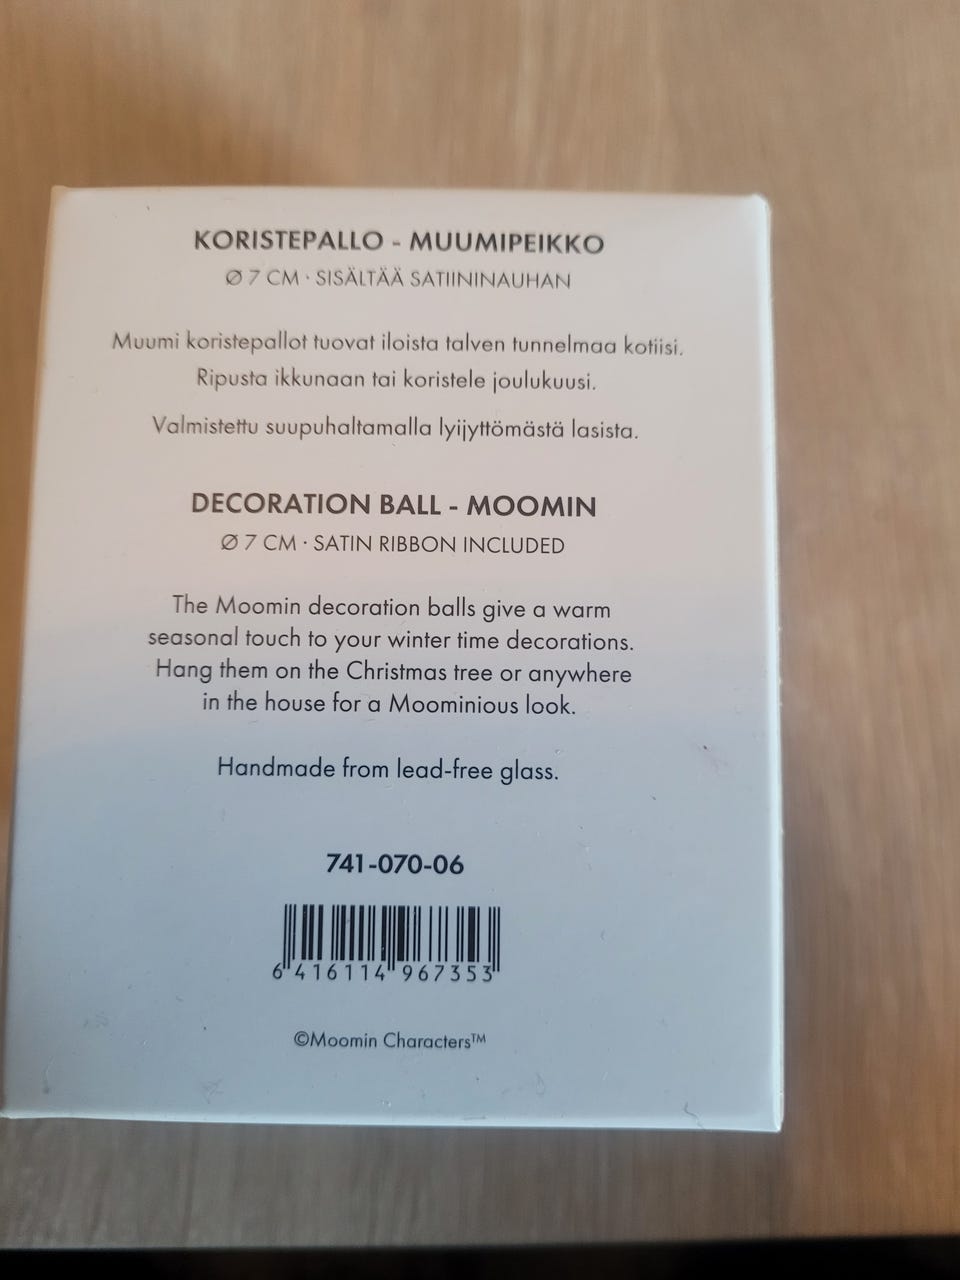 KORISTEPALLO - MUUMIPEIKKO
Ø 7 CM · SISÄLTÄÄ SATIININAUHAN
Muumi koristepallot tuovat iloista talven tunnelmaa kotiisi.
Ripusta ikkunaan tai koristele joulukuusi.
Valmistettu suupuhaltamalla lyijyttömästä lasista.
DECORATION BALL - MOOMIN
Ø 7 CM · SATIN RIBBON INCLUDED
The Moomin decoration balls give a warm
seasonal touch to your winter time decorations.
Hang them on the Christmas tree or anywhere
in the house for a Moominious look.
Handmade from lead-free glass.
741-070-06
6 416114 967353
©Moomin Characters™